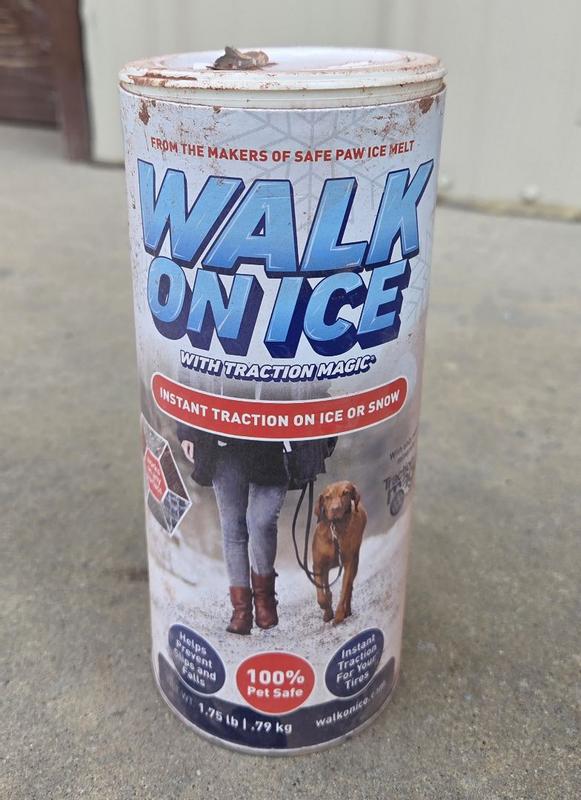 FROM THE MAKERS OF SAFE PAW ICE MELT
WALK
ON ICE
WITH TRACTION MAGIC
INSTANT TRACTION ON ICE OR SNOW
Helps
Prevent
Slips and
Falls
100%
Pet Safe
Instant
Traction
For Your
Tires
1.75 lb | .79 kg
walkonice.com